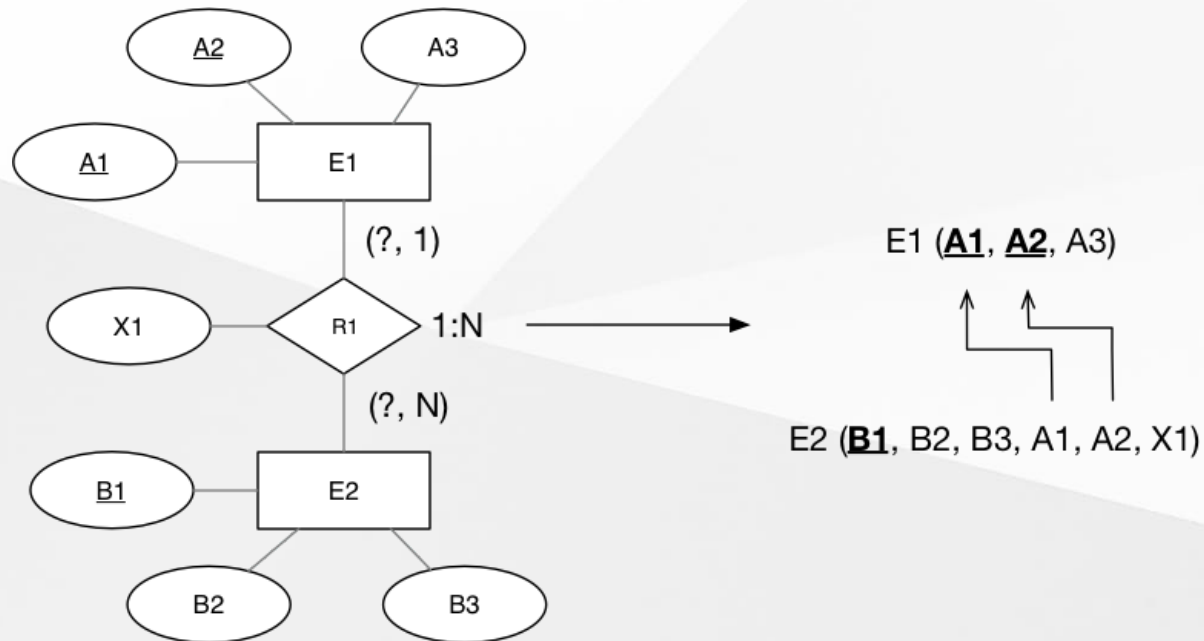 A2
A3
A1
E1
(?, 1)
E1 (A1, A2, A3)
X1
R1
1:N
(?, N)
E2 (B1, B2, B3, A1, A2, X1)
B1
E2
B2
B3